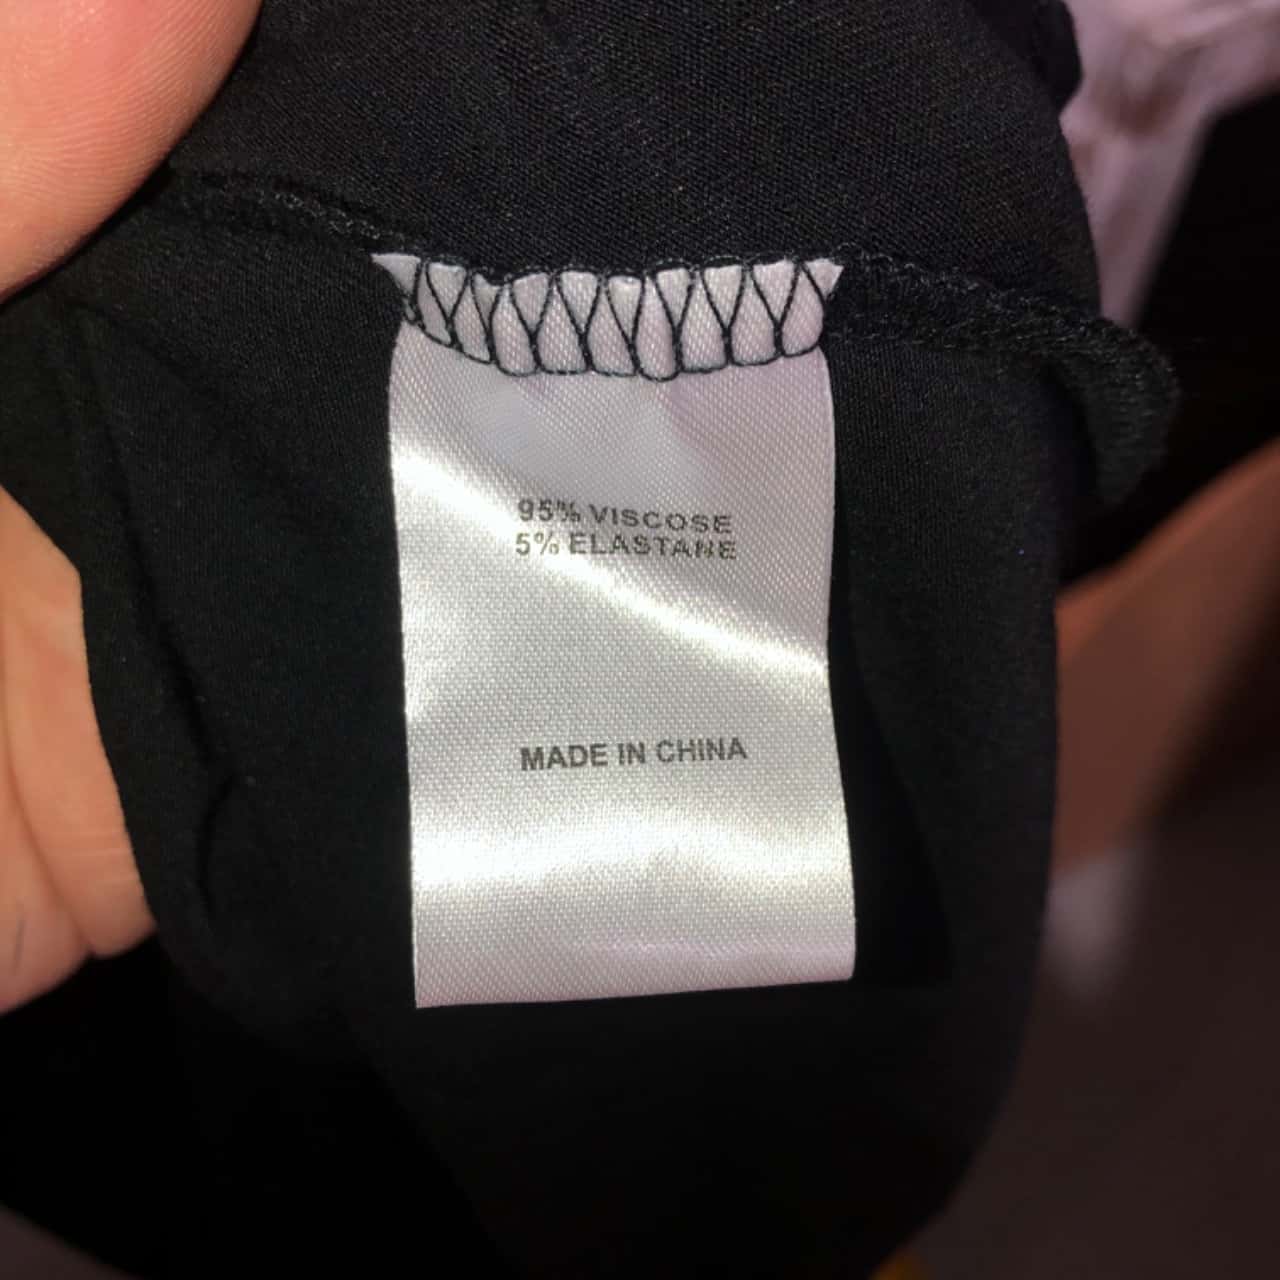 95% VISCOSE
5% ELASTANE
MADE IN CHINA